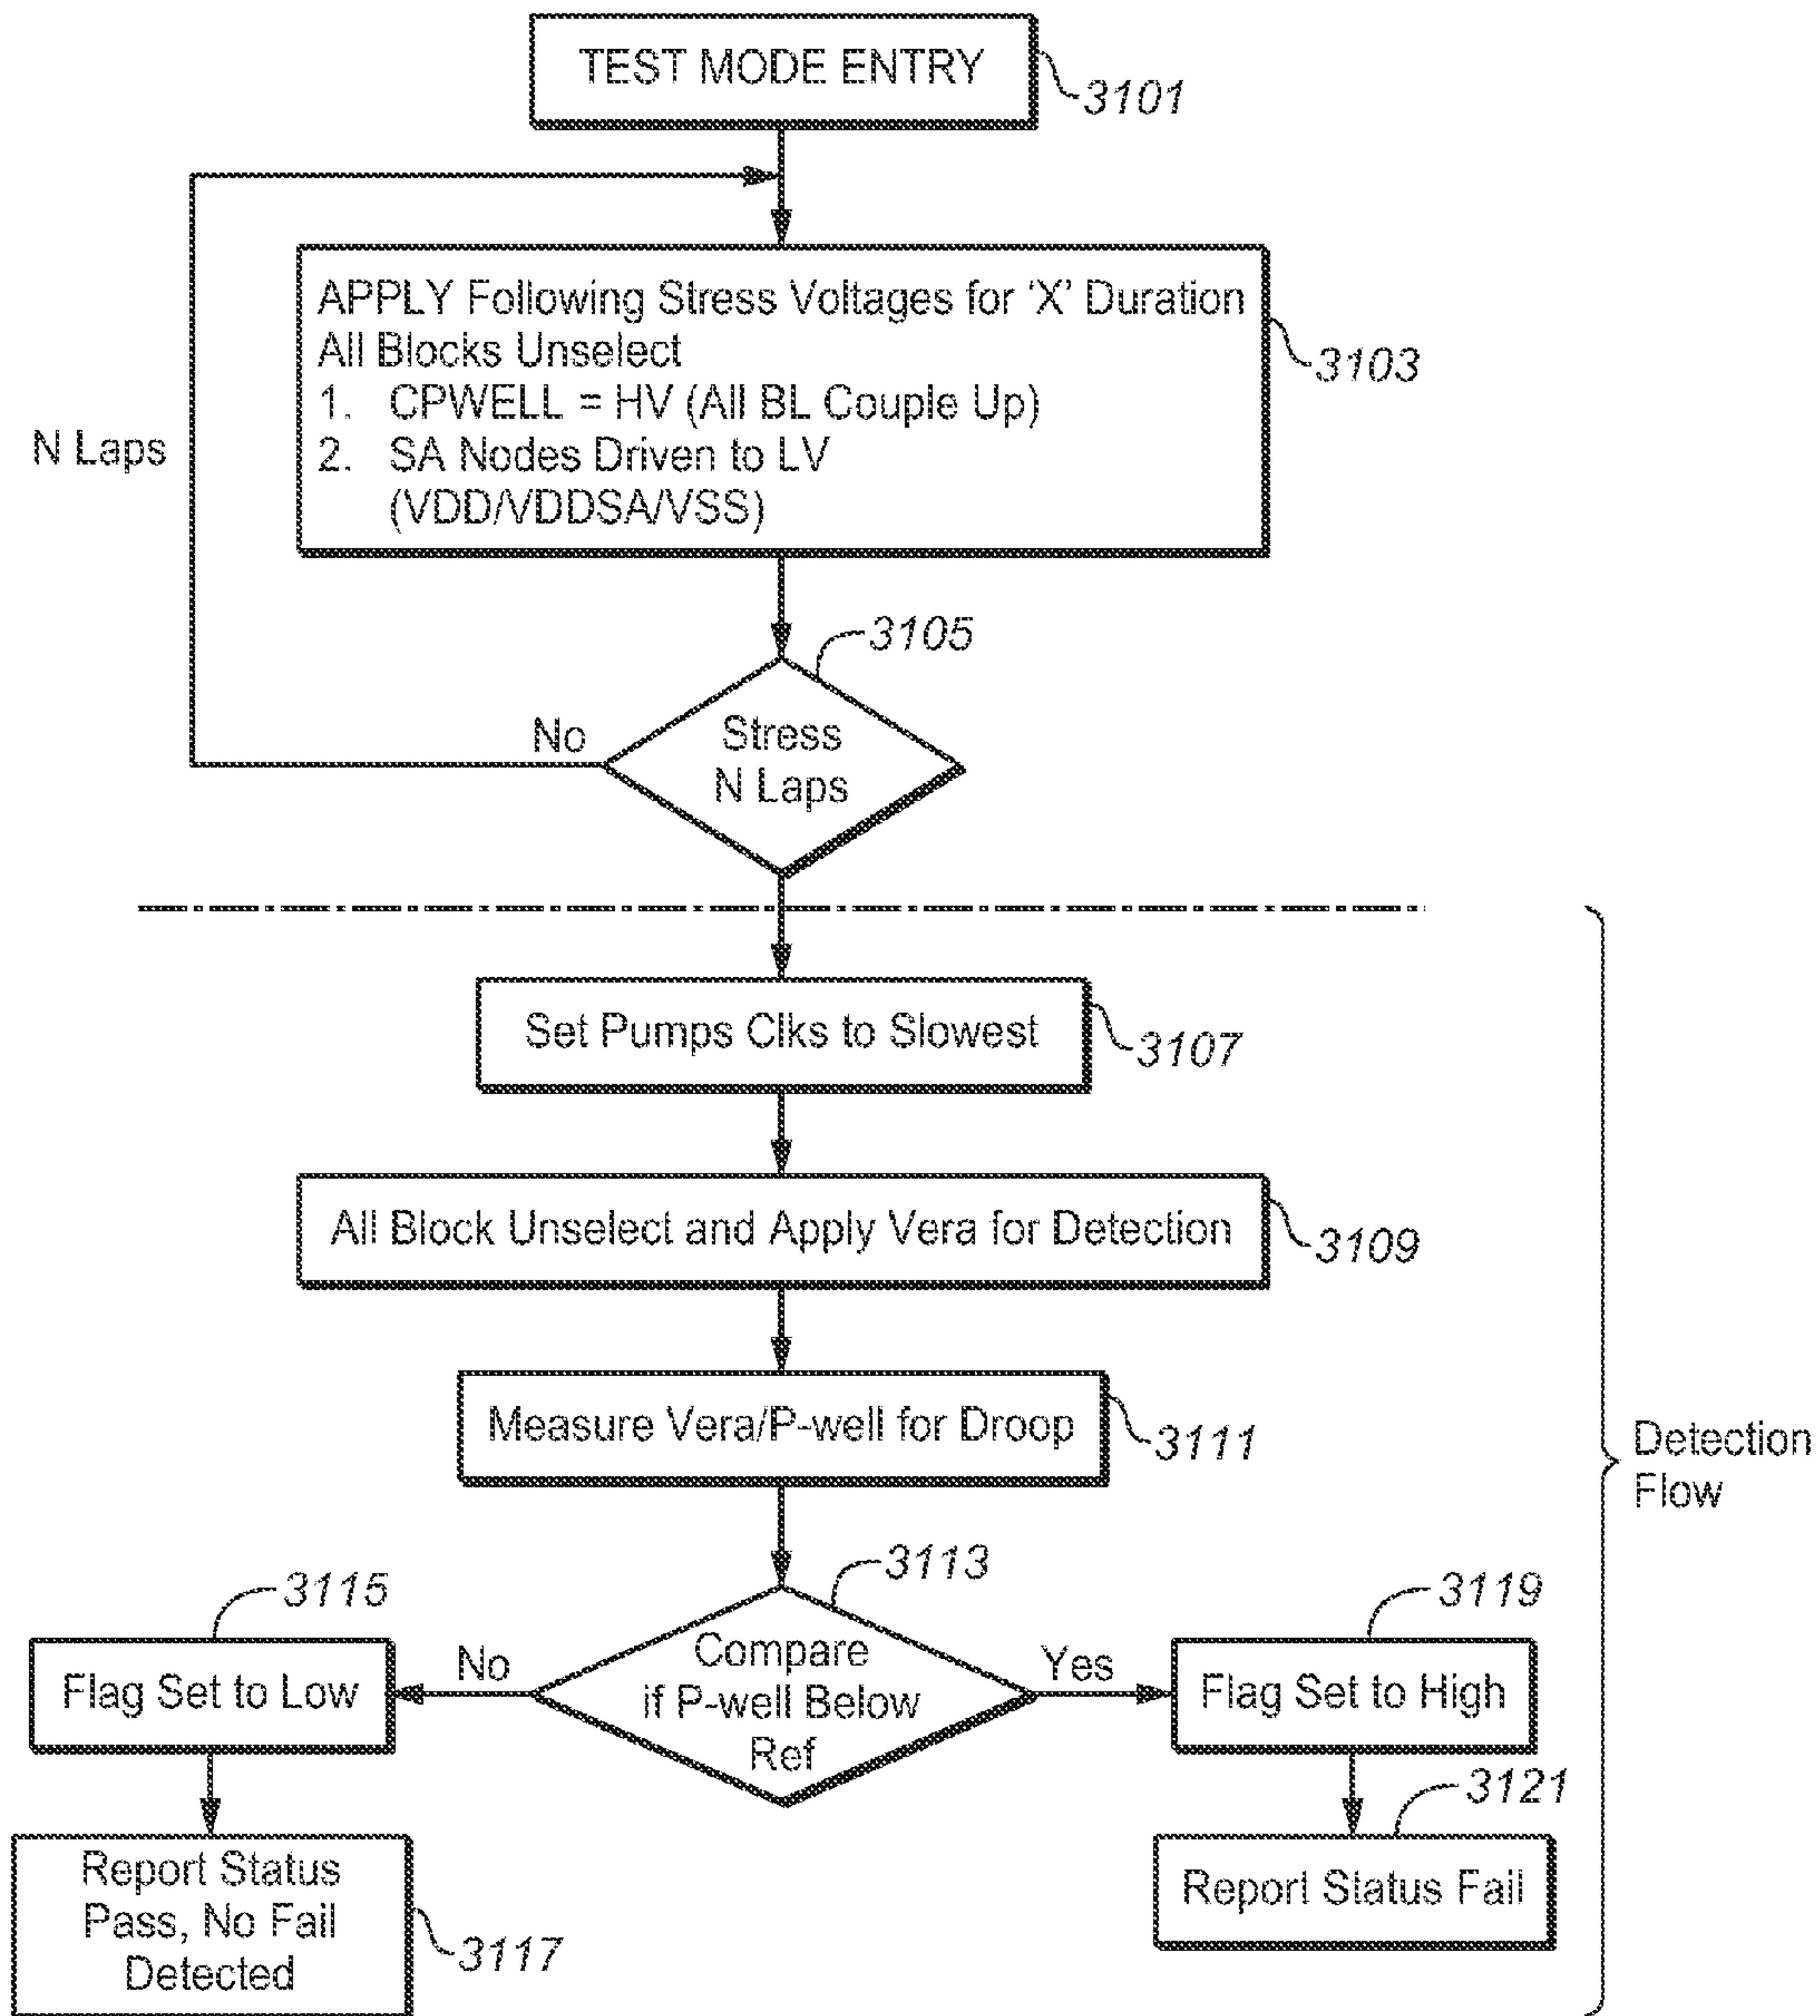 TEST MODE ENTRY
3101
APPLY Following Stress Voltages for ‘X’ Duration
All Blocks Unselect
1. CPWELL = HV (All BL Couple Up)
2. SA Nodes Driven to LV
(VDD/VDDSA/VSS)
3103
N Laps
3105
No
Stress
N Laps
Set Pumps Clks to Slowest
3107
All Block Unselect and Apply Vera for Detection
3109
Measure Vera/P-well for Droop
3111
Detection
Flow
3113
3115
3119
No
Compare
if P-well Below
Ref
Yes
Flag Set to Low
Flag Set to High
3121
Report Status
Pass, No Fail
Detected
3117
Report Status Fail